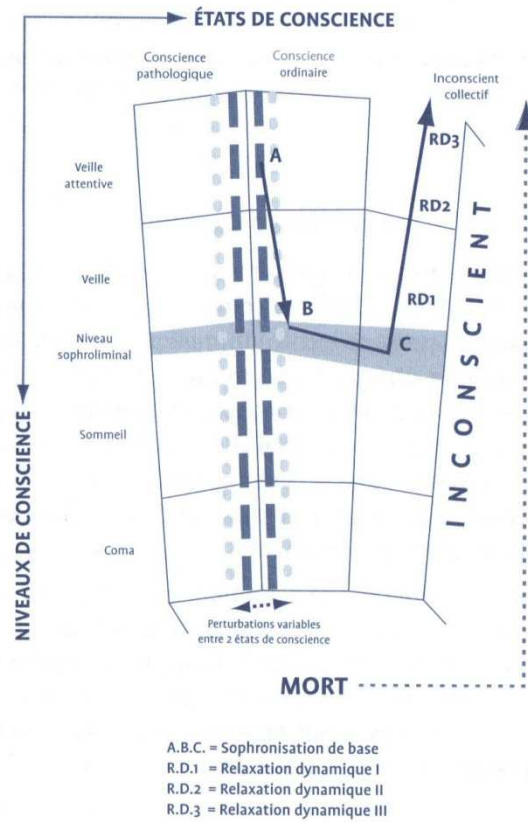 ÉTATS DE CONSCIENCE
Conscience
pathologique
Conscience
ordinaire
Inconscient
collectif
RD3
A
Veille
attentive
RD2
INCONSCIENT
Veille
RD1
B
Niveau
sophroliminal
C
NIVEAUX DE CONSCIENCE
Sommeil
Coma
Perturbations variables
entre 2 états de conscience
MORT
A.B.C. = Sophronisation de base
R.D.1 = Relaxation dynamique I
R.D.2 = Relaxation dynamique II
R.D.3 = Relaxation dynamique III